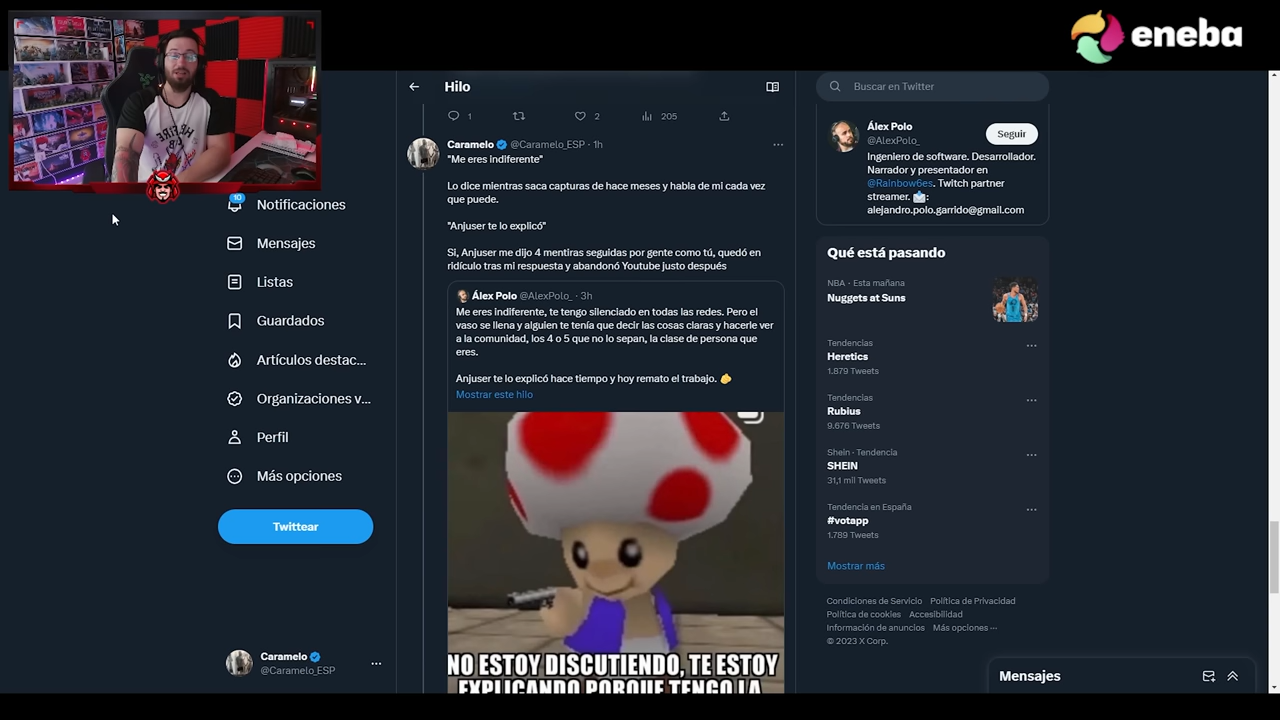 eneba
Hilo
Buscar en Twitter
1
2
205
Álex Polo
@AlexPolo_
Seguir
Ingeniero de software. Desarrollador.
Narrador y presentador en
@Rainbow6es. Twitch partner
streamer. 📩:
alejandro.polo.garrido@gmail.com
10
Notificaciones
Mensajes
Listas
Guardados
Artículos destac...
Organizaciones v...
Perfil
Más opciones
Twittear
Caramelo
@Caramelo_ESP
Caramelo @Caramelo_ESP · 1h
"Me eres indiferente"
Lo dice mientras saca capturas de hace meses y habla de mi cada vez
que puede.
"Anjuser te lo explicó"
Si, Anjuser me dijo 4 mentiras seguidas por gente como tú, quedó en
ridículo tras mi respuesta y abandonó Youtube justo después
Álex Polo @AlexPolo_ · 3h
Me eres indiferente, te tengo silenciado en todas las redes. Pero el
vaso se llena y alguien te tenía que decir las cosas claras y hacerle ver
a la comunidad, los 4 o 5 que no lo sepan, la clase de persona que
eres.
Anjuser te lo explicó hace tiempo y hoy remato el trabajo.
Mostrar este hilo
NO ESTOY DISCUTIENDO, TE ESTOY
EXPLICANDO PORQUE TENGO LA
Qué está pasando
NBA · Esta mañana
Nuggets at Suns
Tendencias
Heretics
1.879 Tweets
Tendencias
Rubius
9.676 Tweets
Shein · Tendencia
SHEIN
31,1 mil Tweets
Tendencia en España
#votapp
1.789 Tweets
Mostrar más
Condiciones de Servicio Política de Privacidad
Política de cookies Accesibilidad
Información de anuncios Más opciones ···
© 2023 X Corp.
Mensajes